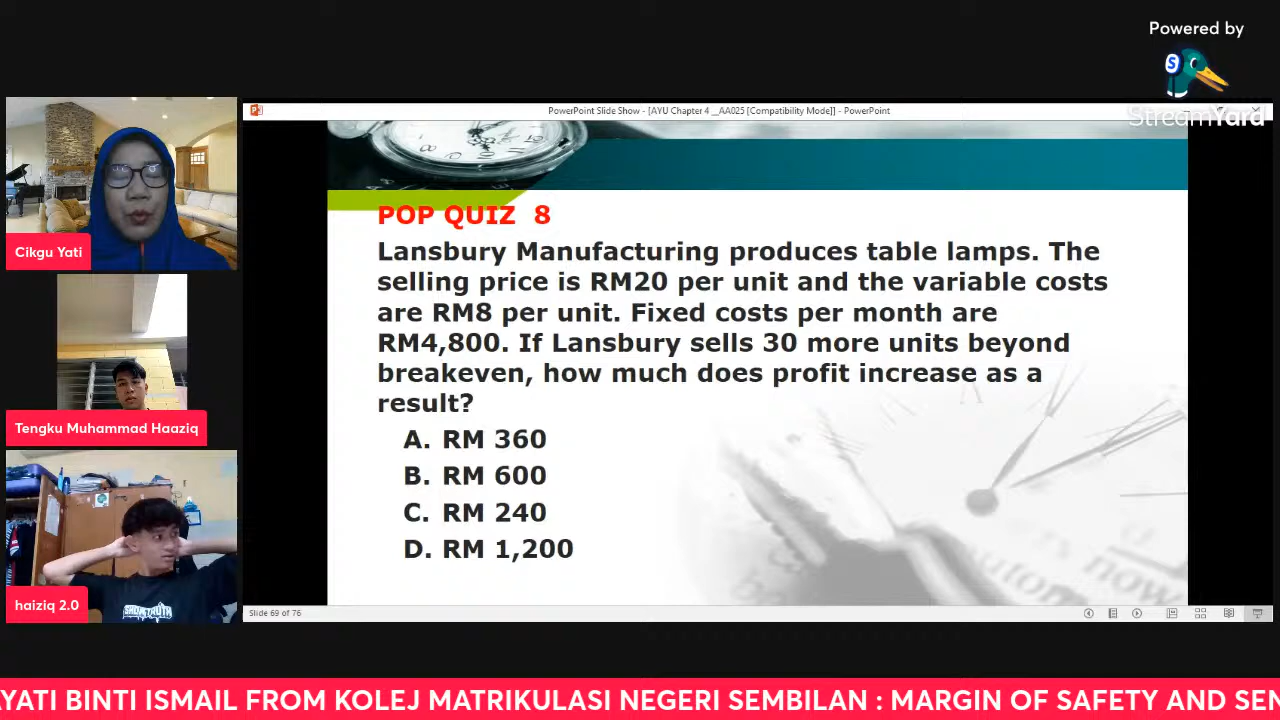 Powered by
S
StreamYard
PowerPoint Slide Show - [AYU Chapter 4 __AA025 [Compatibility Mode]] - PowerPoint
Cikgu Yati
Tengku Muhammad Haaziq
haiziq 2.0
POP QUIZ 8
Lansbury Manufacturing produces table lamps. The
selling price is RM20 per unit and the variable costs
are RM8 per unit. Fixed costs per month are
RM4,800. If Lansbury sells 30 more units beyond
breakeven, how much does profit increase as a
result?
A. RM 360
B. RM 600
C. RM 240
D. RM 1,200
Slide 69 of 76
YATI BINTI ISMAIL FROM KOLEJ MATRIKULASI NEGERI SEMBILAN : MARGIN OF SAFETY AND SEN